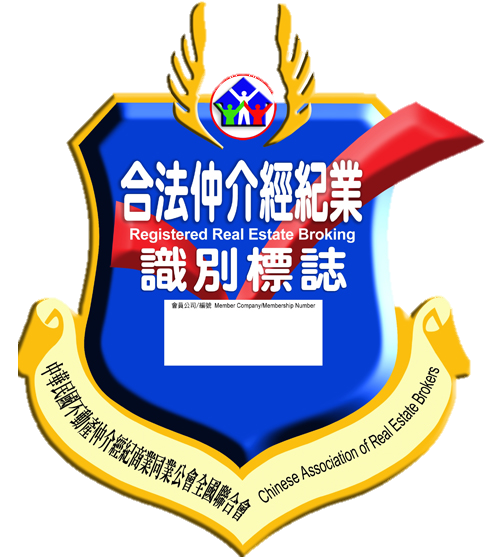 合法仲介經紀業
Registered Real Estate Broking
識別標誌
會員公司/編號 Member Company/Membership Number
中華民國不動產仲介經紀商業同業公會全國聯合會
Chinese Association of Real Estate Brokers